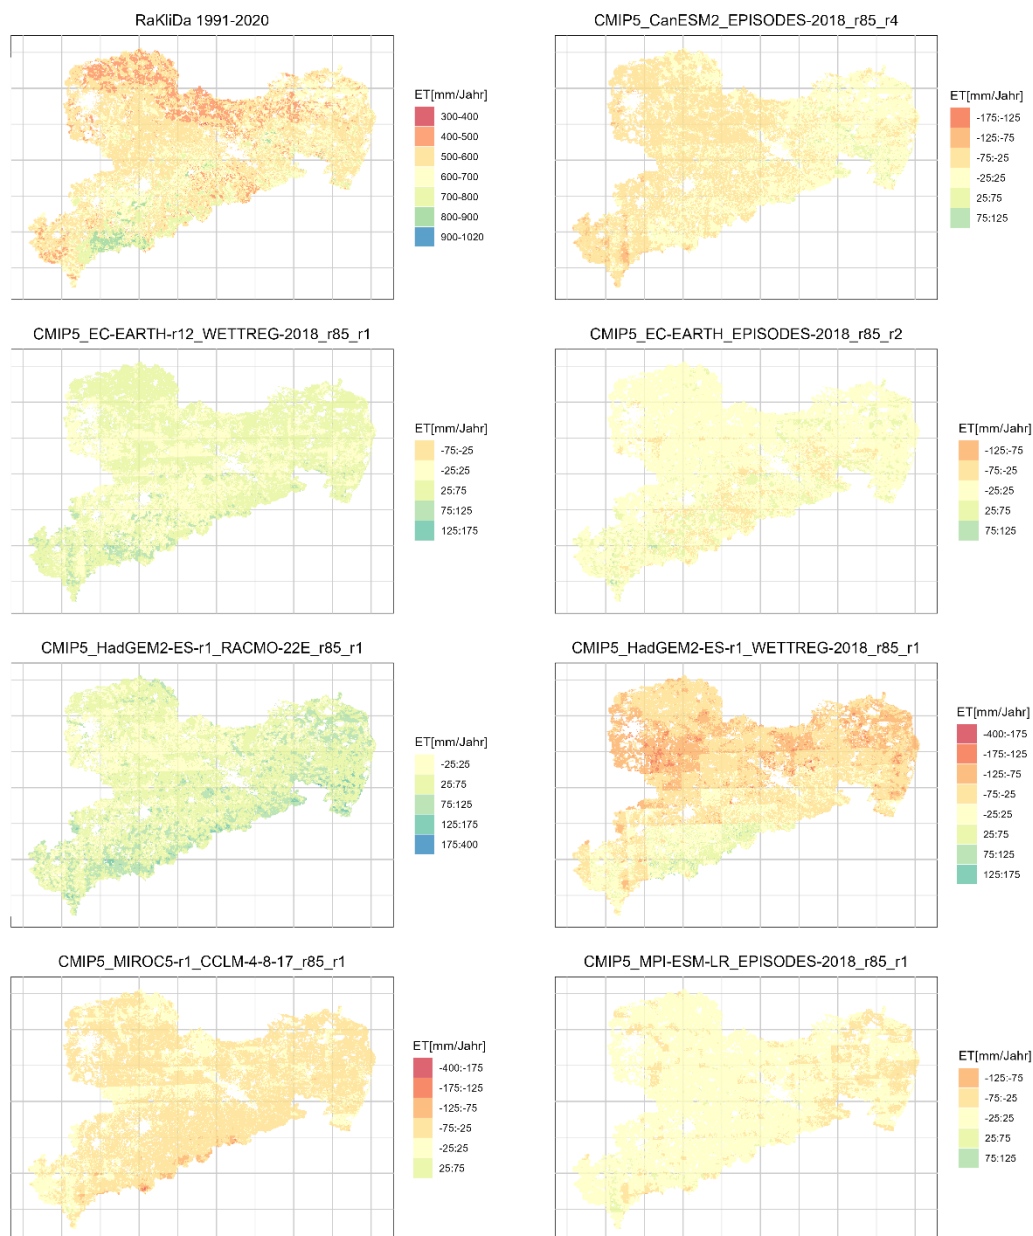 RaKliDa 1991-2020
ET[mm/Jahr]
300-400
400-500
500-600
600-700
700-800
800-900
900-1020
CMIP5_CanESM2_EPISODES-2018_r85_r4
ET[mm/Jahr]
-175:-125
-125:-75
-75:-25
-25:25
25:75
75:125
CMIP5_EC-EARTH-r12_WETTREG-2018_r85_r1
ET[mm/Jahr]
-75:-25
-25:25
25:75
75:125
125:175
CMIP5_EC-EARTH_EPISODES-2018_r85_r2
ET[mm/Jahr]
-125:-75
-75:-25
-25:25
25:75
75:125
CMIP5_HadGEM2-ES-r1_RACMO-22E_r85_r1
ET[mm/Jahr]
-25:25
25:75
75:125
125:175
175:400
CMIP5_HadGEM2-ES-r1_WETTREG-2018_r85_r1
ET[mm/Jahr]
-400:-175
-175:-125
-125:-75
-75:-25
-25:25
25:75
75:125
125:175
CMIP5_MIROC5-r1_CCLM-4-8-17_r85_r1
ET[mm/Jahr]
-400:-175
-175:-125
-125:-75
-75:-25
-25:25
25:75
CMIP5_MPI-ESM-LR_EPISODES-2018_r85_r1
ET[mm/Jahr]
-125:-75
-75:-25
-25:25
25:75
75:125